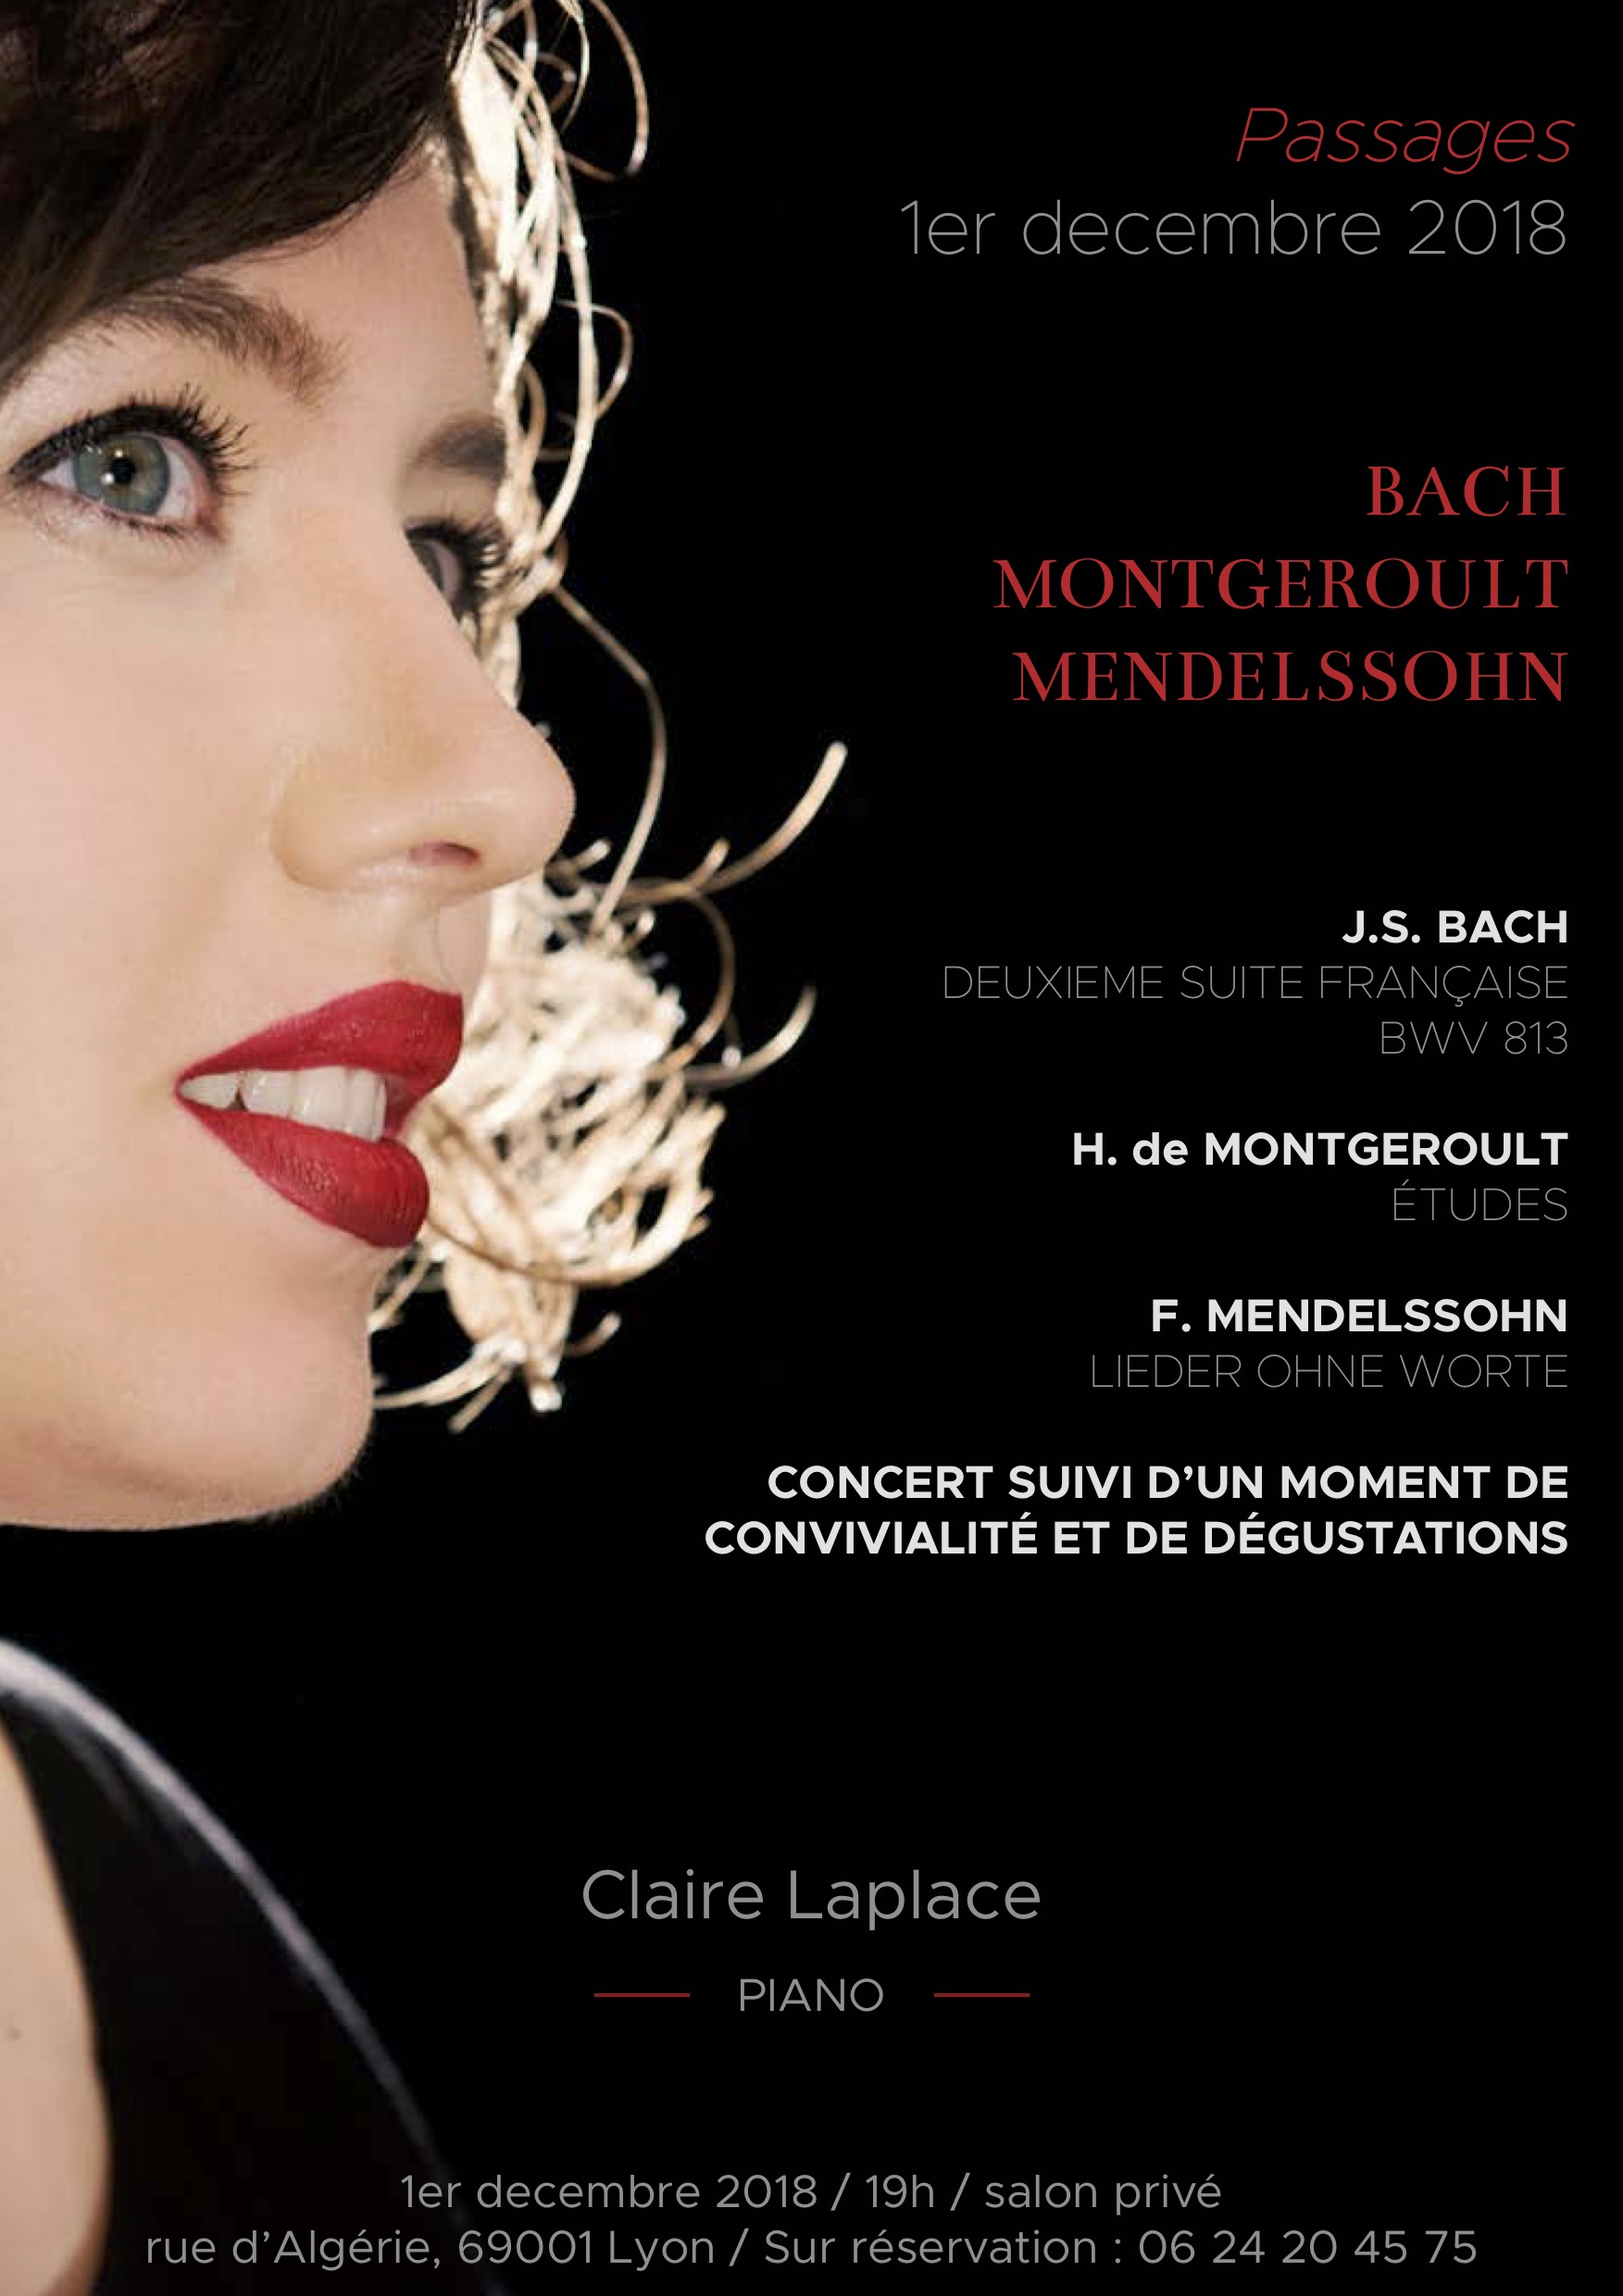 Passages
1er decembre 2018
BACH
MONTGEROULT
MENDELSSOHN
J.S. BACH
DEUXIEME SUITE FRANÇAISE
BWV 813
H. de MONTGEROULT
ÉTUDES
F. MENDELSSOHN
LIEDER OHNE WORTE
CONCERT SUIVI D’UN MOMENT DE
CONVIVIALITÉ ET DE DÉGUSTATIONS
Claire Laplace
PIANO
1er decembre 2018 / 19h / salon privé
rue d’Algérie, 69001 Lyon / Sur réservation : 06 24 20 45 75